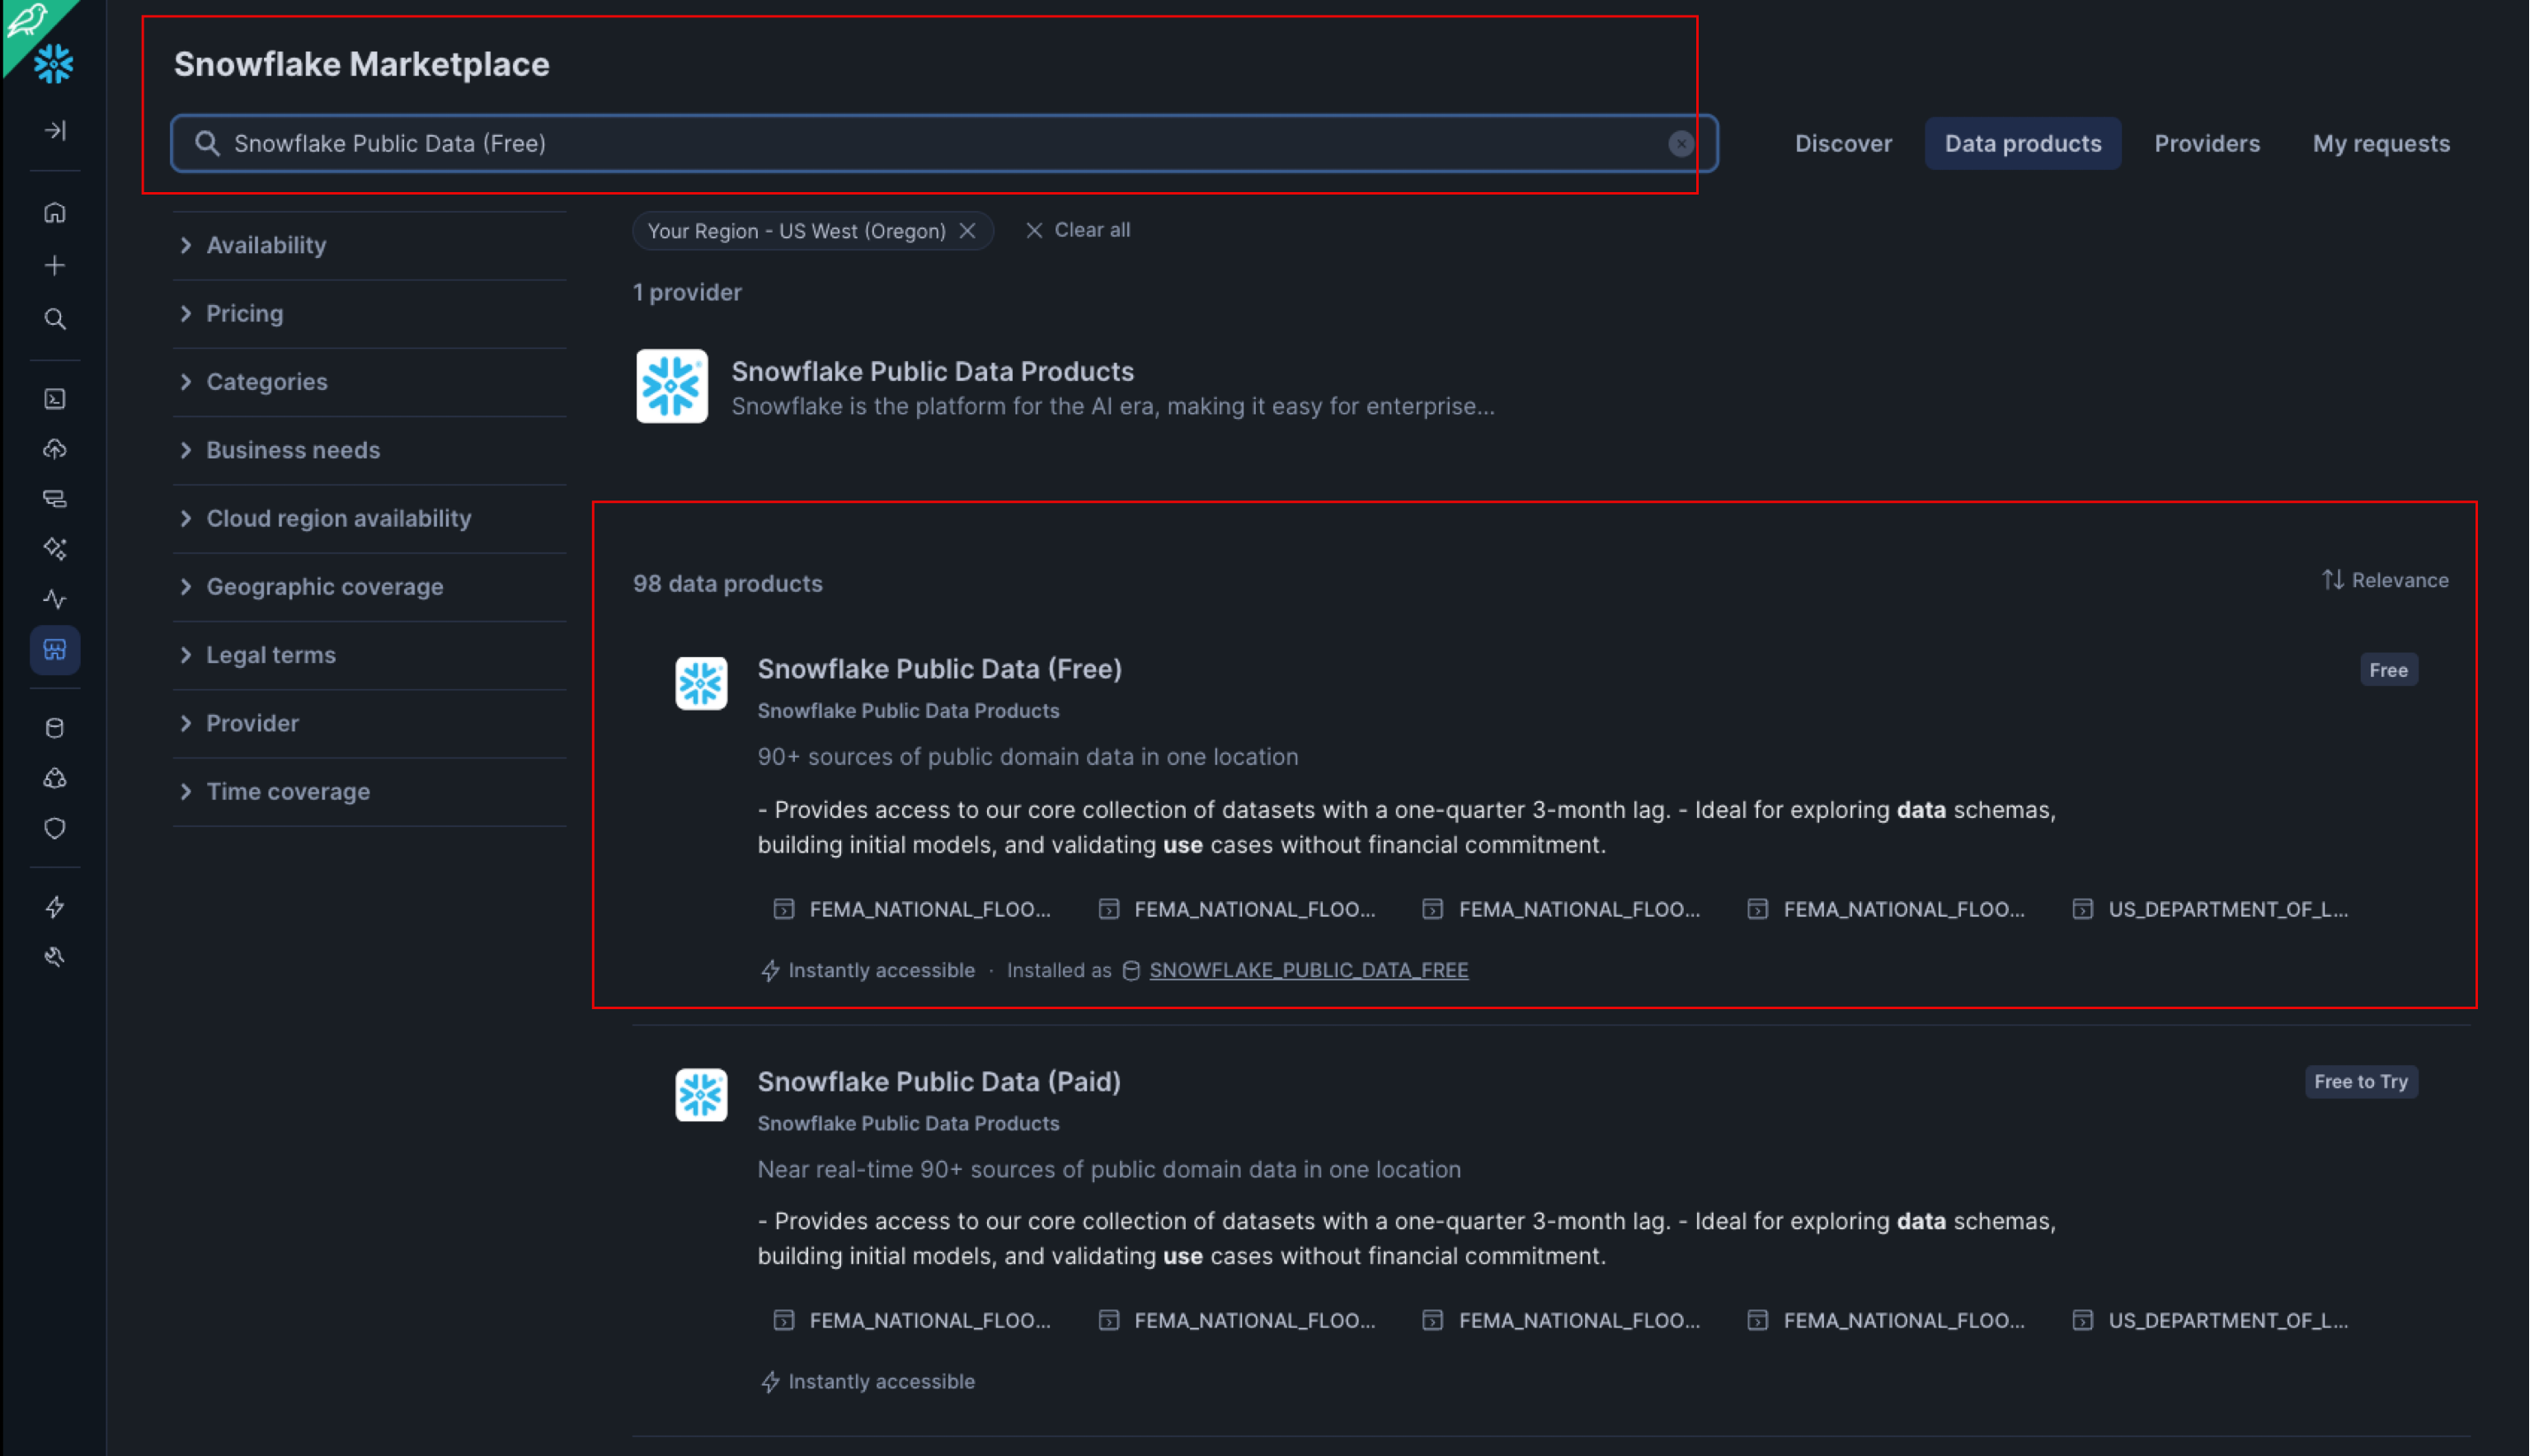 Snowflake Marketplace
Snowflake Public Data (Free)
Discover
Data products
Providers
My requests
Availability
Pricing
Categories
Business needs
Cloud region availability
Geographic coverage
Legal terms
Provider
Time coverage
Your Region - US West (Oregon)
Clear all
1 provider
Snowflake Public Data Products
Snowflake is the platform for the AI era, making it easy for enterprise...
98 data products
Relevance
Snowflake Public Data (Free)
Free
Snowflake Public Data Products
90+ sources of public domain data in one location
- Provides access to our core collection of datasets with a one-quarter 3-month lag. - Ideal for exploring data schemas,
building initial models, and validating use cases without financial commitment.
FEMA_NATIONAL_FLOO... FEMA_NATIONAL_FLOO... FEMA_NATIONAL_FLOO... FEMA_NATIONAL_FLOO... US_DEPARTMENT_OF_L...
Instantly accessible · Installed as SNOWFLAKE_PUBLIC_DATA_FREE
Snowflake Public Data (Paid)
Free to Try
Snowflake Public Data Products
Near real-time 90+ sources of public domain data in one location
- Provides access to our core collection of datasets with a one-quarter 3-month lag. - Ideal for exploring data schemas,
building initial models, and validating use cases without financial commitment.
FEMA_NATIONAL_FLOO... FEMA_NATIONAL_FLOO... FEMA_NATIONAL_FLOO... FEMA_NATIONAL_FLOO... US_DEPARTMENT_OF_L...
Instantly accessible